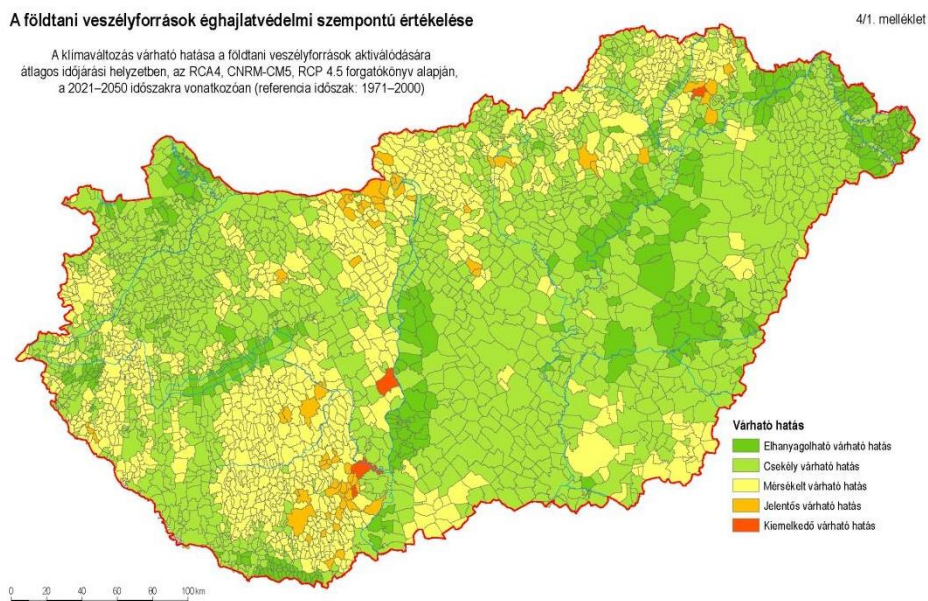 A földtani veszélyforrások éghajlatvédelmi szempontú értékelése
4/1. melléklet
A klímaváltozás várható hatása a földtani veszélyforrások aktiválódására
átlagos időjárási helyzetben, az RCA4, CNRM-CM5, RCP 4.5 forgatókönyv alapján,
a 2021–2050 időszakra vonatkozóan (referencia időszak: 1971–2000)
Várható hatás
Elhanyagolható várható hatás
Csekély várható hatás
Mérsékelt várható hatás
Jelentős várható hatás
Kiemelkedő várható hatás
0 20 40 60 80 100 km